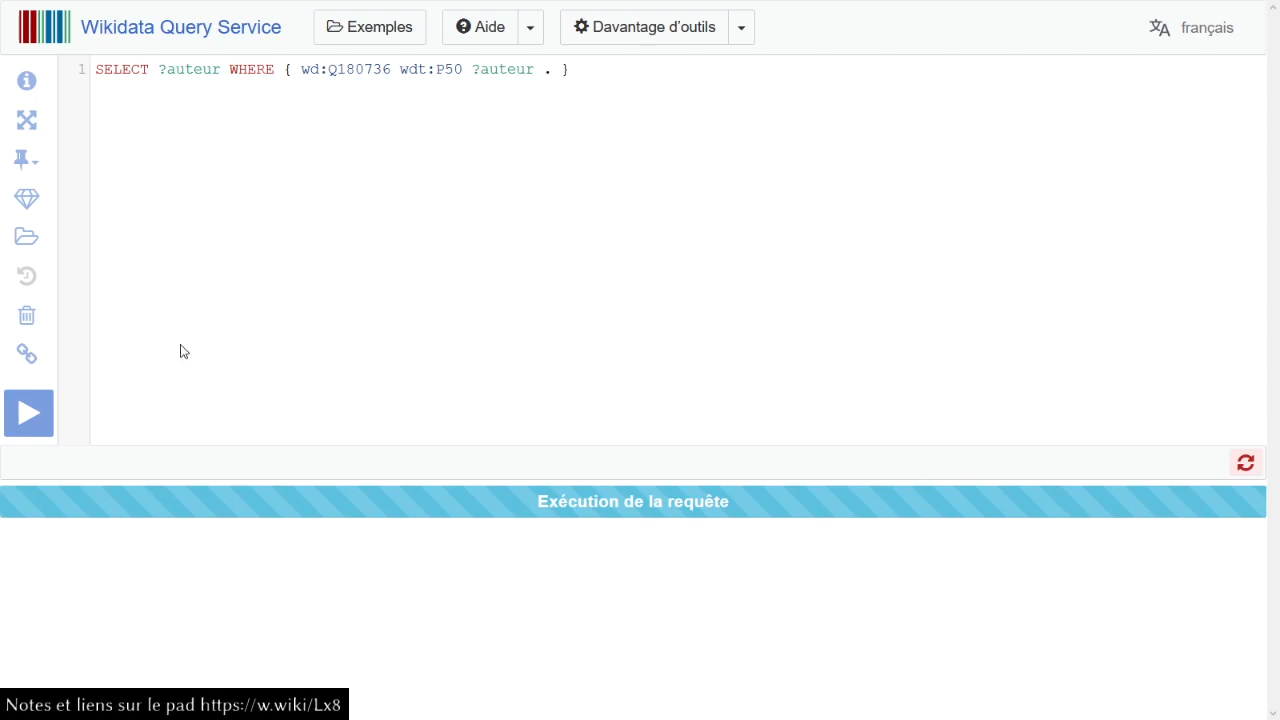 Wikidata Query Service
Exemples
Aide
Davantage d'outils
français
1 SELECT ?auteur WHERE { wd:Q180736 wdt:P50 ?auteur . }
Exécution de la requête
Notes et liens sur le pad https://w.wiki/Lx8